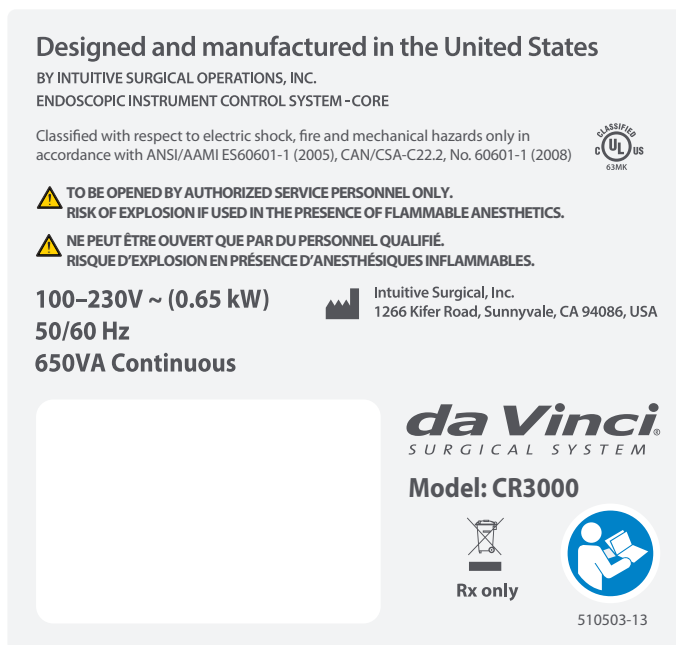 Designed and manufactured in the United States
BY INTUITIVE SURGICAL OPERATIONS, INC.
ENDOSCOPIC INSTRUMENT CONTROL SYSTEM - CORE
Classified with respect to electric shock, fire and mechanical hazards only in
accordance with ANSI/AAMI ES60601-1 (2005), CAN/CSA-C22.2, No. 60601-1 (2008)
CLASSIFIED
C UL US
63MK
TO BE OPENED BY AUTHORIZED SERVICE PERSONNEL ONLY.
RISK OF EXPLOSION IF USED IN THE PRESENCE OF FLAMMABLE ANESTHETICS.
NE PEUT ÊTRE OUVERT QUE PAR DU PERSONNEL QUALIFIÉ.
RISQUE D’EXPLOSION EN PRÉSENCE D’ANESTHÉSIQUES INFLAMMABLES.
100–230V ~ (0.65 kW)
50/60 Hz
650VA Continuous
Intuitive Surgical, Inc.
1266 Kifer Road, Sunnyvale, CA 94086, USA
da Vinci®
SURGICAL SYSTEM
Model: CR3000
Rx only
510503-13